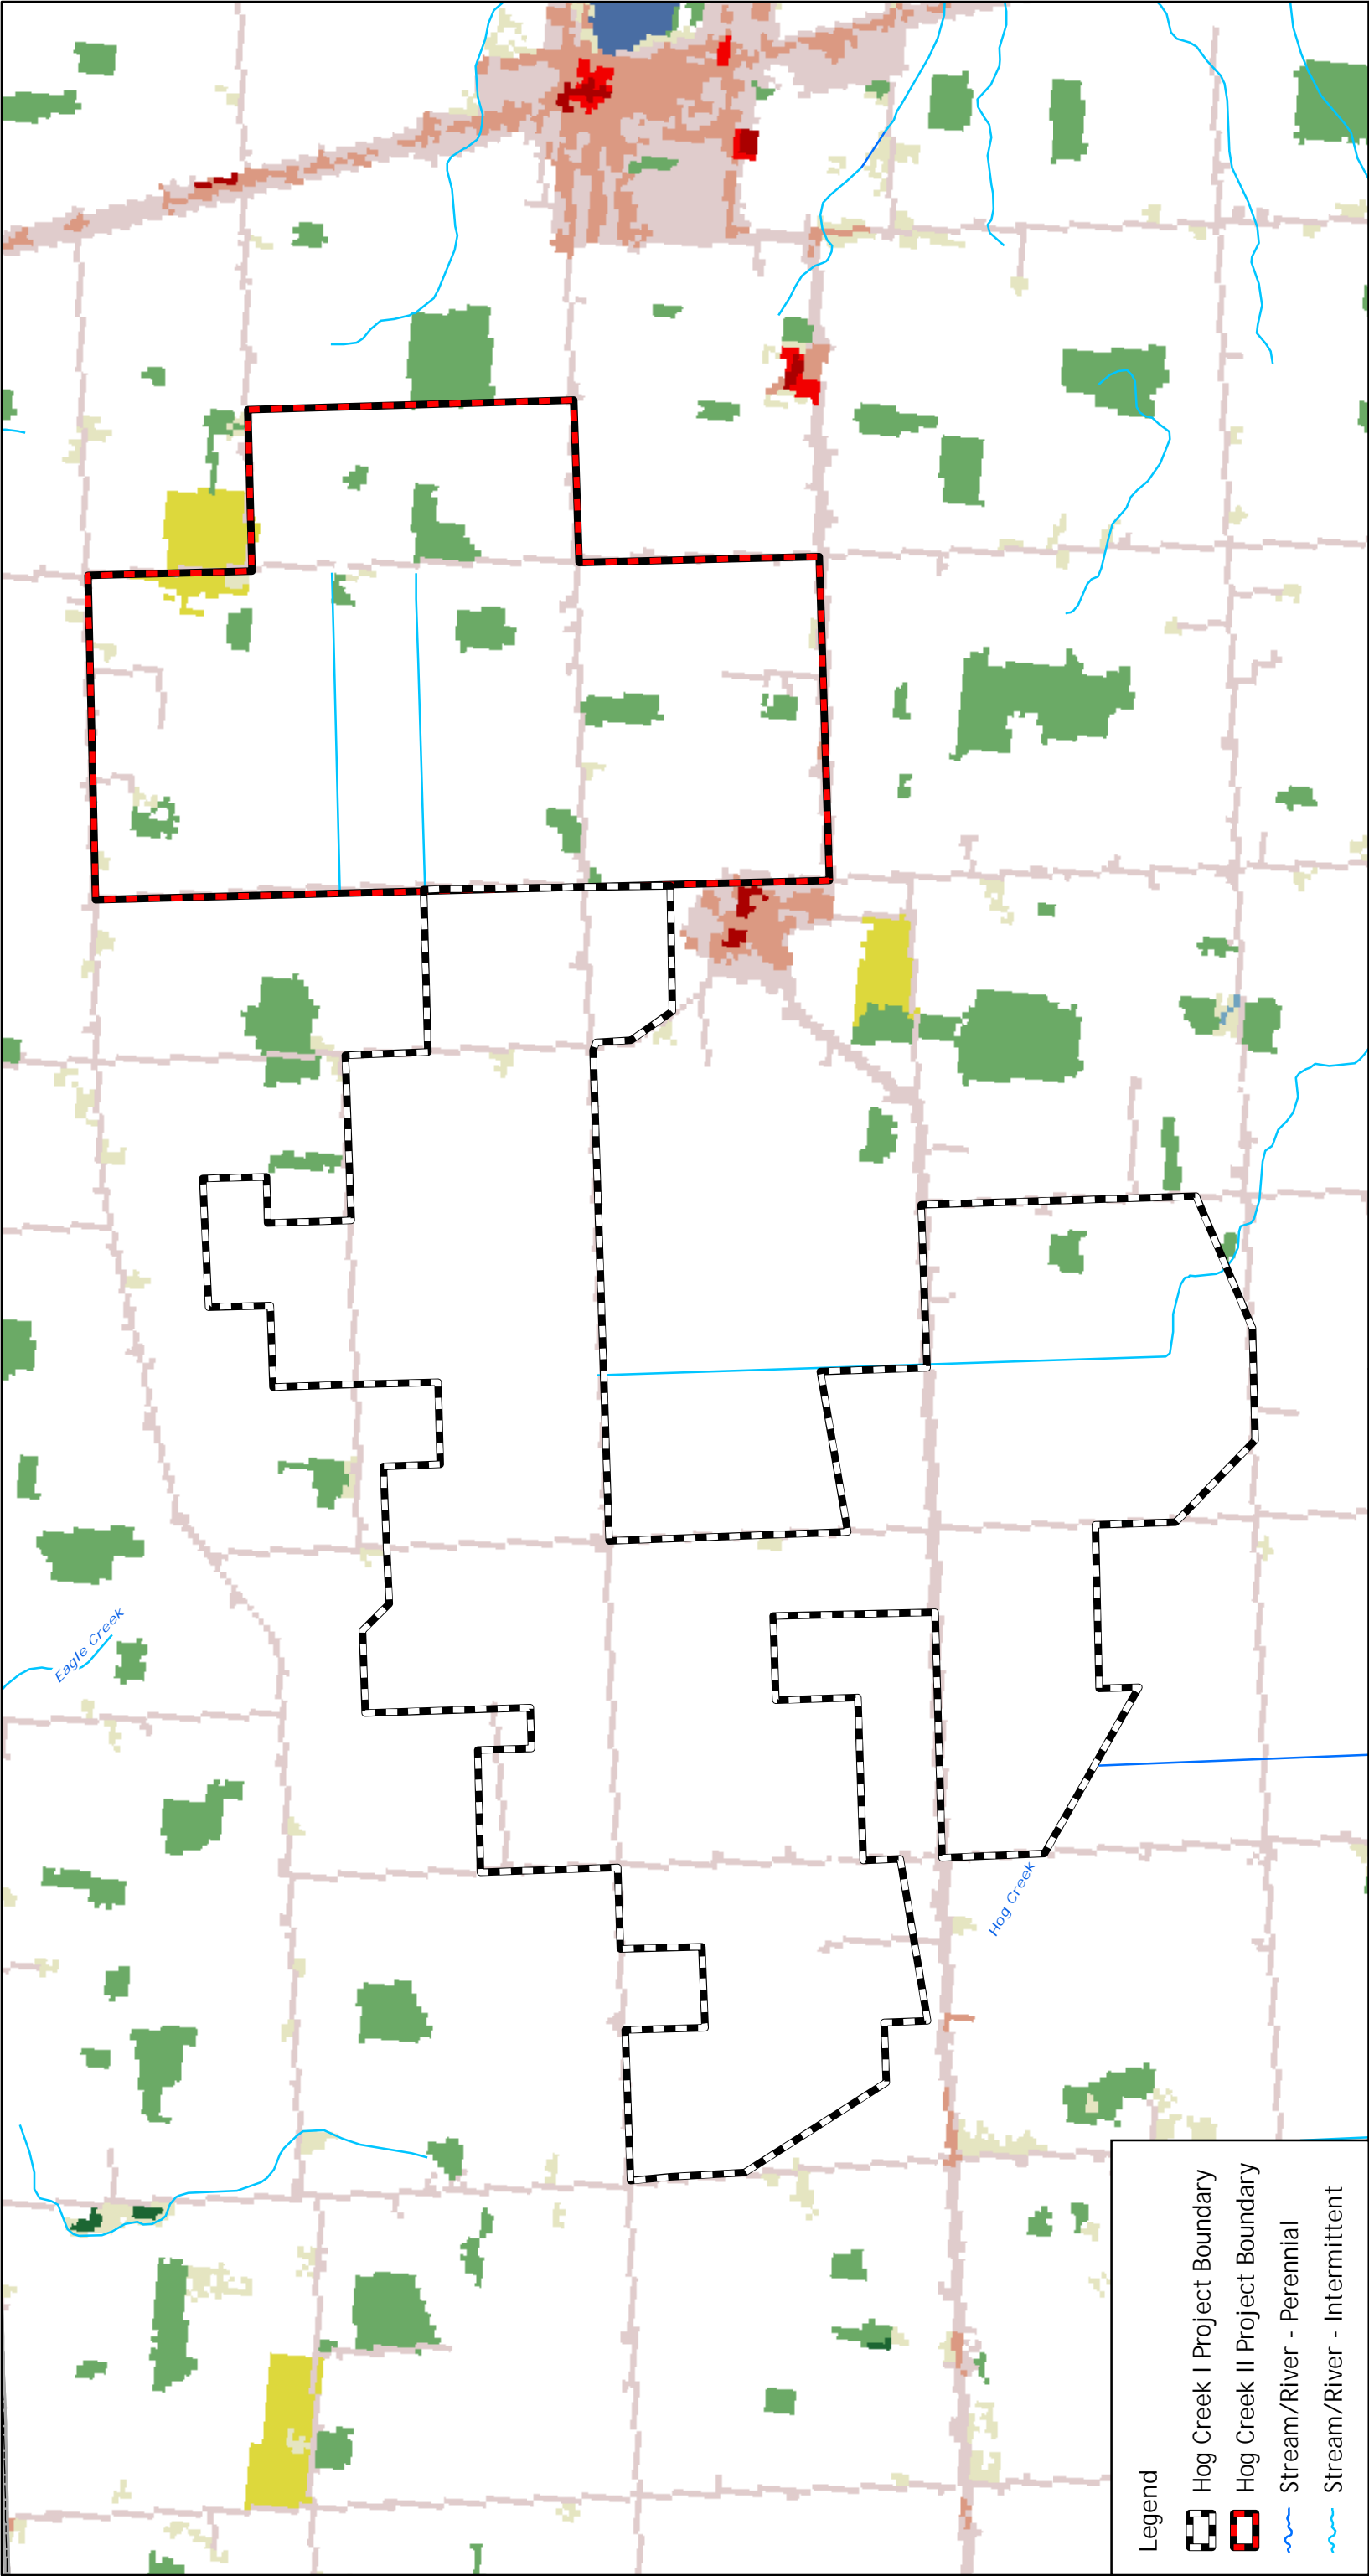 Eagle Creek
Hog Creek
Legend
Hog Creek I Project Boundary
Hog Creek II Project Boundary
Stream/River - Perennial
Stream/River - Intermittent